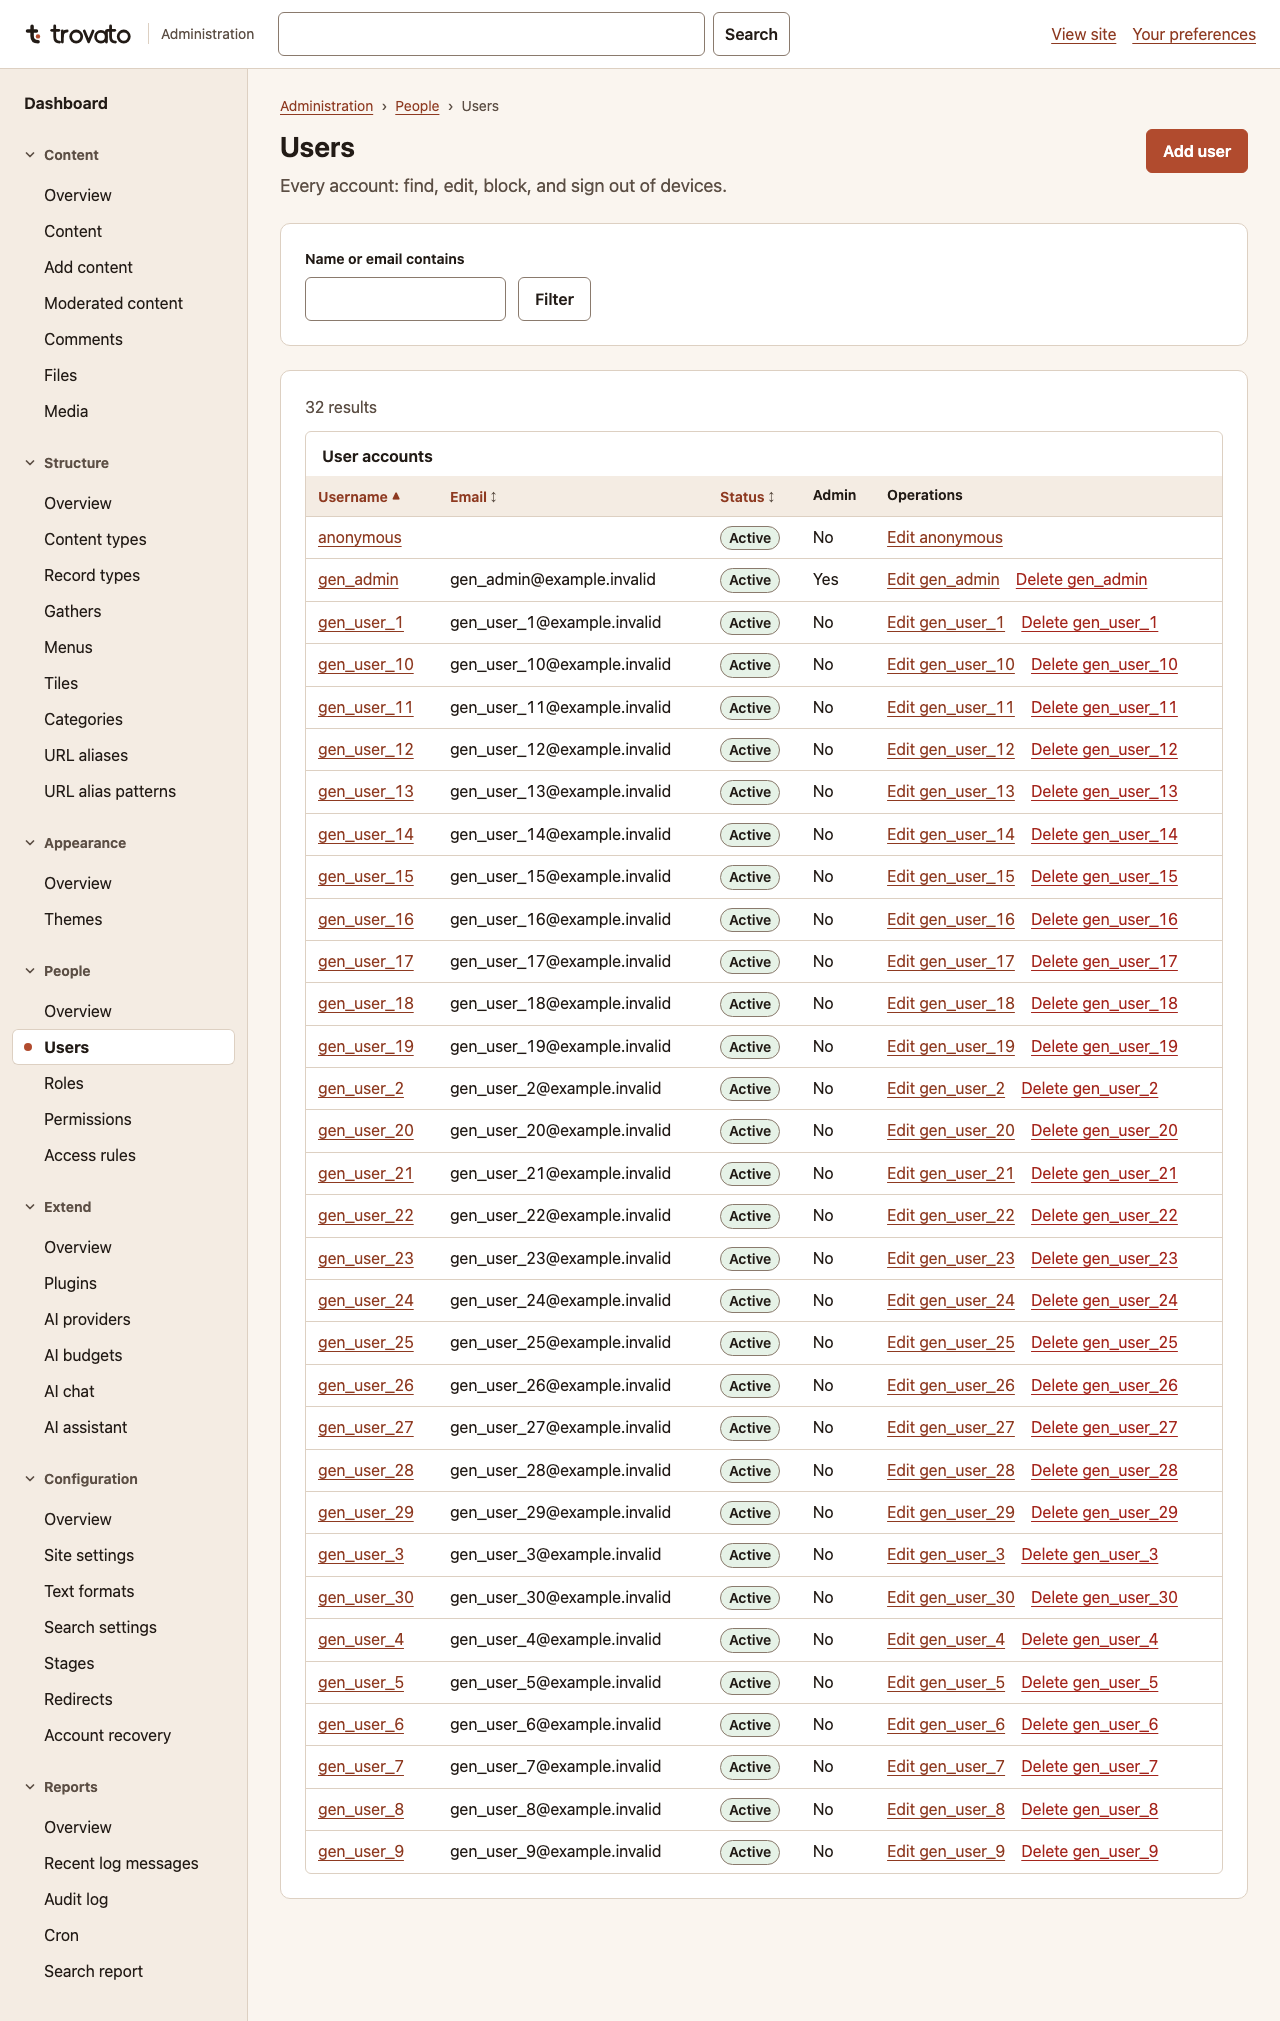 trovato
Administration
Search
View site
Your preferences
Dashboard
Content
Overview
Content
Add content
Moderated content
Comments
Files
Media
Structure
Overview
Content types
Record types
Gathers
Menus
Tiles
Categories
URL aliases
URL alias patterns
Appearance
Overview
Themes
People
Overview
Users
Roles
Permissions
Access rules
Extend
Overview
Plugins
AI providers
AI budgets
AI chat
AI assistant
Configuration
Overview
Site settings
Text formats
Search settings
Stages
Redirects
Account recovery
Reports
Overview
Recent log messages
Audit log
Cron
Search report
Administration › People › Users
Users
Add user
Every account: find, edit, block, and sign out of devices.
Name or email contains
Filter
32 results
User accounts
Username ▲ Email ↕ Status ↕ Admin Operations
anonymous Active No Edit anonymous
gen_admin gen_admin@example.invalid Active Yes Edit gen_admin Delete gen_admin
gen_user_1 gen_user_1@example.invalid Active No Edit gen_user_1 Delete gen_user_1
gen_user_10 gen_user_10@example.invalid Active No Edit gen_user_10 Delete gen_user_10
gen_user_11 gen_user_11@example.invalid Active No Edit gen_user_11 Delete gen_user_11
gen_user_12 gen_user_12@example.invalid Active No Edit gen_user_12 Delete gen_user_12
gen_user_13 gen_user_13@example.invalid Active No Edit gen_user_13 Delete gen_user_13
gen_user_14 gen_user_14@example.invalid Active No Edit gen_user_14 Delete gen_user_14
gen_user_15 gen_user_15@example.invalid Active No Edit gen_user_15 Delete gen_user_15
gen_user_16 gen_user_16@example.invalid Active No Edit gen_user_16 Delete gen_user_16
gen_user_17 gen_user_17@example.invalid Active No Edit gen_user_17 Delete gen_user_17
gen_user_18 gen_user_18@example.invalid Active No Edit gen_user_18 Delete gen_user_18
gen_user_19 gen_user_19@example.invalid Active No Edit gen_user_19 Delete gen_user_19
gen_user_2 gen_user_2@example.invalid Active No Edit gen_user_2 Delete gen_user_2
gen_user_20 gen_user_20@example.invalid Active No Edit gen_user_20 Delete gen_user_20
gen_user_21 gen_user_21@example.invalid Active No Edit gen_user_21 Delete gen_user_21
gen_user_22 gen_user_22@example.invalid Active No Edit gen_user_22 Delete gen_user_22
gen_user_23 gen_user_23@example.invalid Active No Edit gen_user_23 Delete gen_user_23
gen_user_24 gen_user_24@example.invalid Active No Edit gen_user_24 Delete gen_user_24
gen_user_25 gen_user_25@example.invalid Active No Edit gen_user_25 Delete gen_user_25
gen_user_26 gen_user_26@example.invalid Active No Edit gen_user_26 Delete gen_user_26
gen_user_27 gen_user_27@example.invalid Active No Edit gen_user_27 Delete gen_user_27
gen_user_28 gen_user_28@example.invalid Active No Edit gen_user_28 Delete gen_user_28
gen_user_29 gen_user_29@example.invalid Active No Edit gen_user_29 Delete gen_user_29
gen_user_3 gen_user_3@example.invalid Active No Edit gen_user_3 Delete gen_user_3
gen_user_30 gen_user_30@example.invalid Active No Edit gen_user_30 Delete gen_user_30
gen_user_4 gen_user_4@example.invalid Active No Edit gen_user_4 Delete gen_user_4
gen_user_5 gen_user_5@example.invalid Active No Edit gen_user_5 Delete gen_user_5
gen_user_6 gen_user_6@example.invalid Active No Edit gen_user_6 Delete gen_user_6
gen_user_7 gen_user_7@example.invalid Active No Edit gen_user_7 Delete gen_user_7
gen_user_8 gen_user_8@example.invalid Active No Edit gen_user_8 Delete gen_user_8
gen_user_9 gen_user_9@example.invalid Active No Edit gen_user_9 Delete gen_user_9